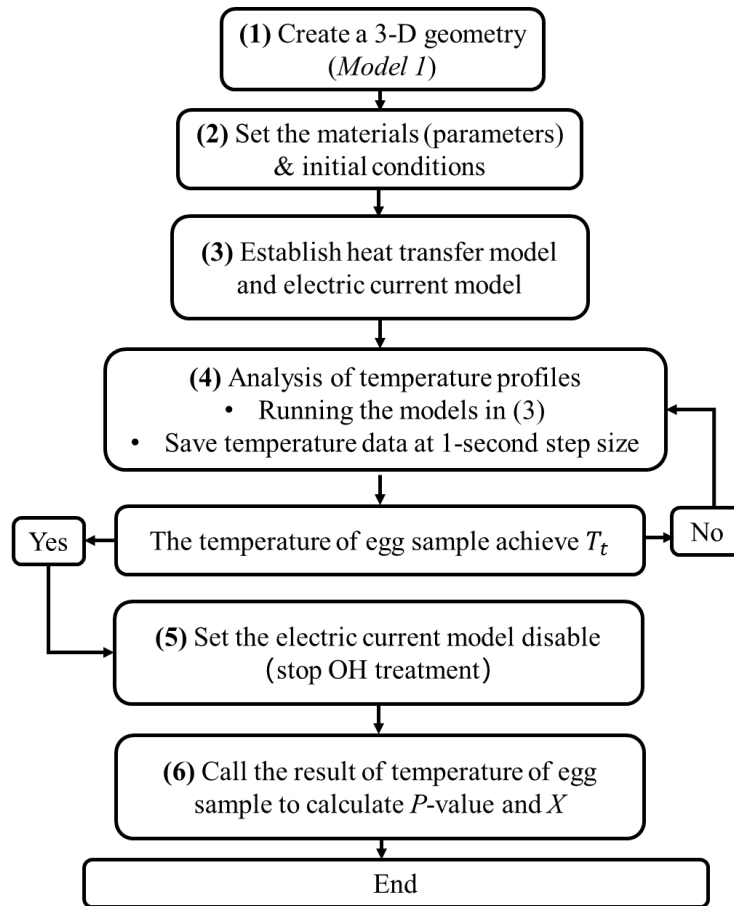 (1) Create a 3-D geometry
(Model 1)
(2) Set the materials (parameters)
& initial conditions
(3) Establish heat transfer model
and electric current model
(4) Analysis of temperature profiles
• Running the models in (3)
• Save temperature data at 1-second step size
Yes
The temperature of egg sample achieve T_t
No
(5) Set the electric current model disable
(stop OH treatment)
(6) Call the result of temperature of egg
sample to calculate P-value and X
End